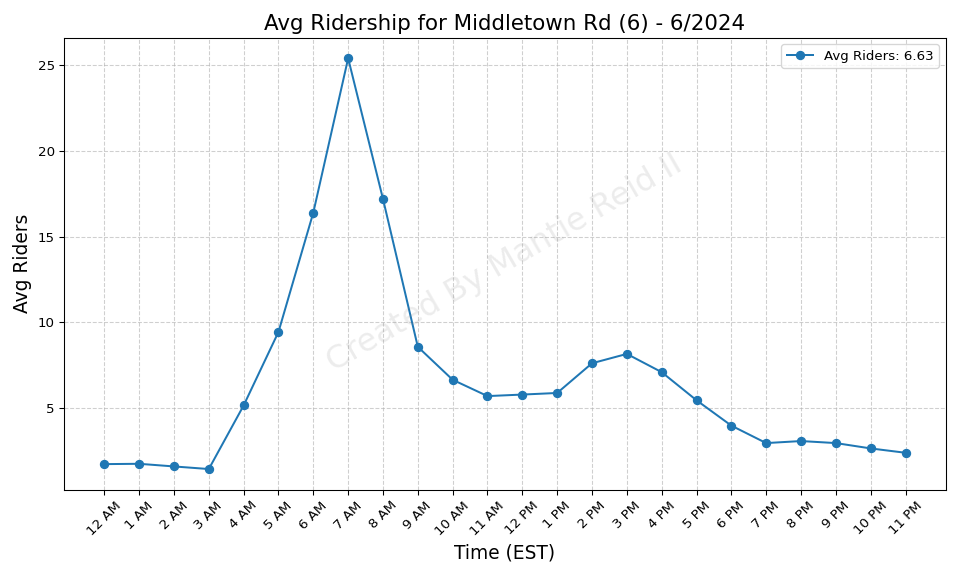 Avg Ridership for Middletown Rd (6) - 6/2024
Avg Riders: 6.63
25
20
15
10
5
Avg Riders
Created By Mantie Reid II
12 AM
1 AM
2 AM
3 AM
4 AM
5 AM
6 AM
7 AM
8 AM
9 AM
10 AM
11 AM
12 PM
1 PM
2 PM
3 PM
4 PM
5 PM
6 PM
7 PM
8 PM
9 PM
10 PM
11 PM
Time (EST)